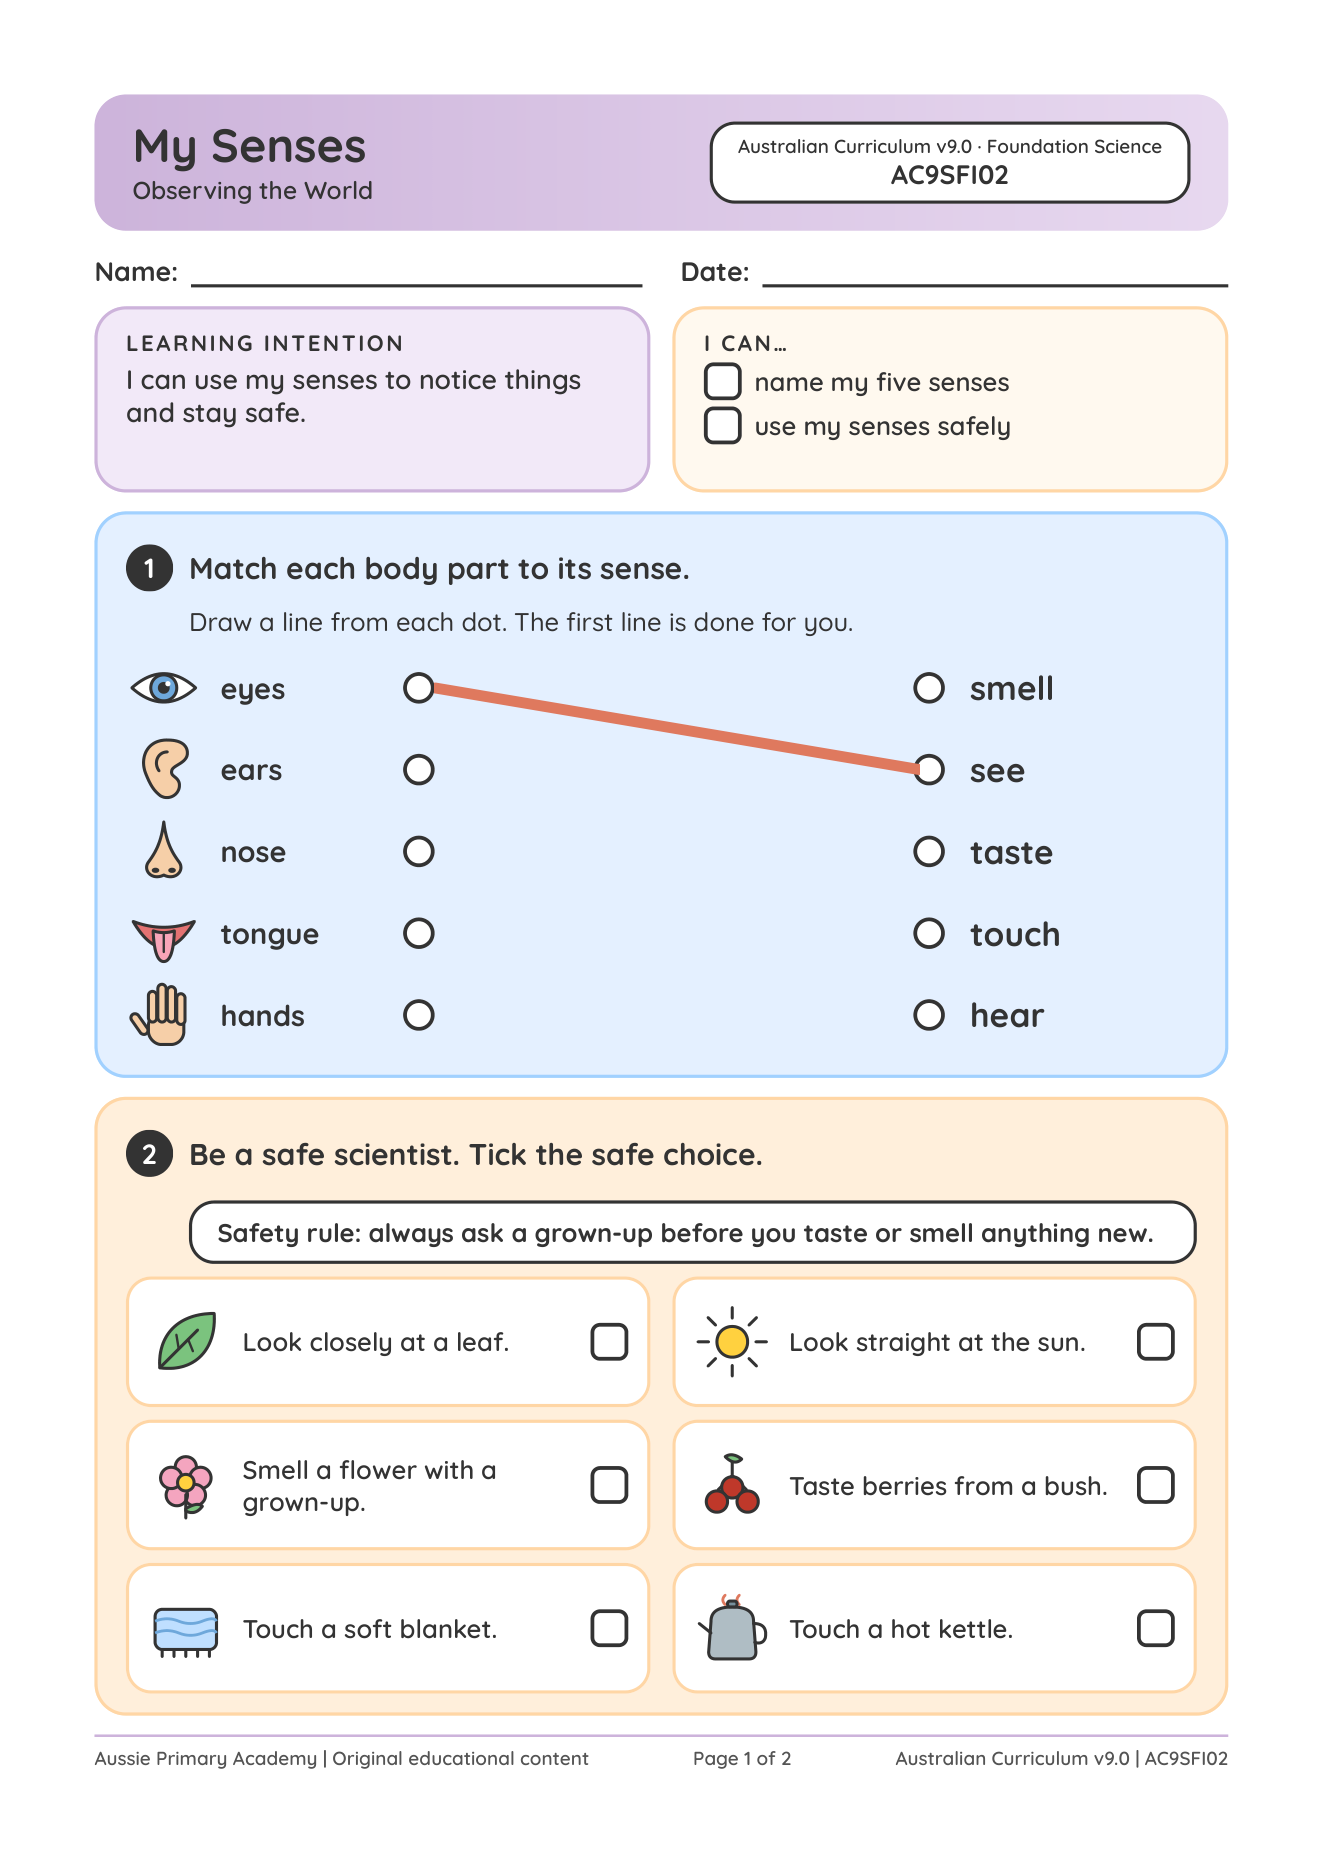 My Senses
Observing the World
Australian Curriculum v9.0 · Foundation Science
AC9SFI02
Name:
Date:
LEARNING INTENTION
I can use my senses to notice things
and stay safe.
I CAN…
name my five senses
use my senses safely
1 Match each body part to its sense.
Draw a line from each dot. The first line is done for you.
eyes
smell
ears
see
nose
taste
tongue
touch
hands
hear
2 Be a safe scientist. Tick the safe choice.
Safety rule: always ask a grown-up before you taste or smell anything new.
Look closely at a leaf.
Look straight at the sun.
Smell a flower with a
grown-up.
Taste berries from a bush.
Touch a soft blanket.
Touch a hot kettle.
Aussie Primary Academy | Original educational content
Page 1 of 2
Australian Curriculum v9.0 | AC9SFI02